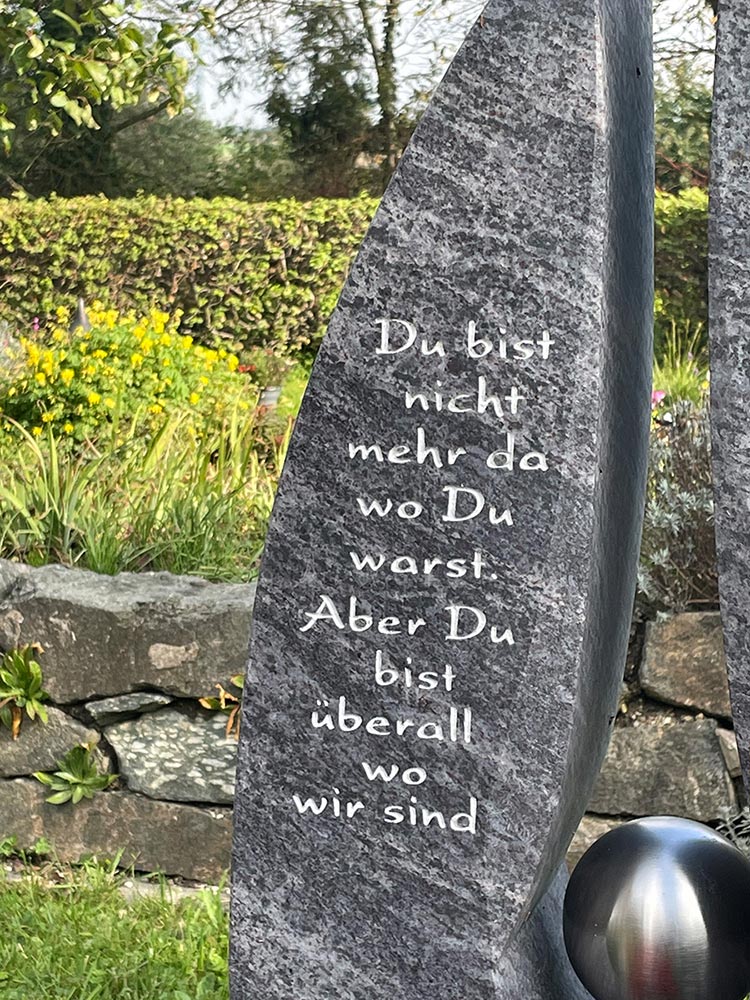 Du bist
nicht
mehr da
wo Du
warst.
Aber Du
bist
überall
wo
wir sind